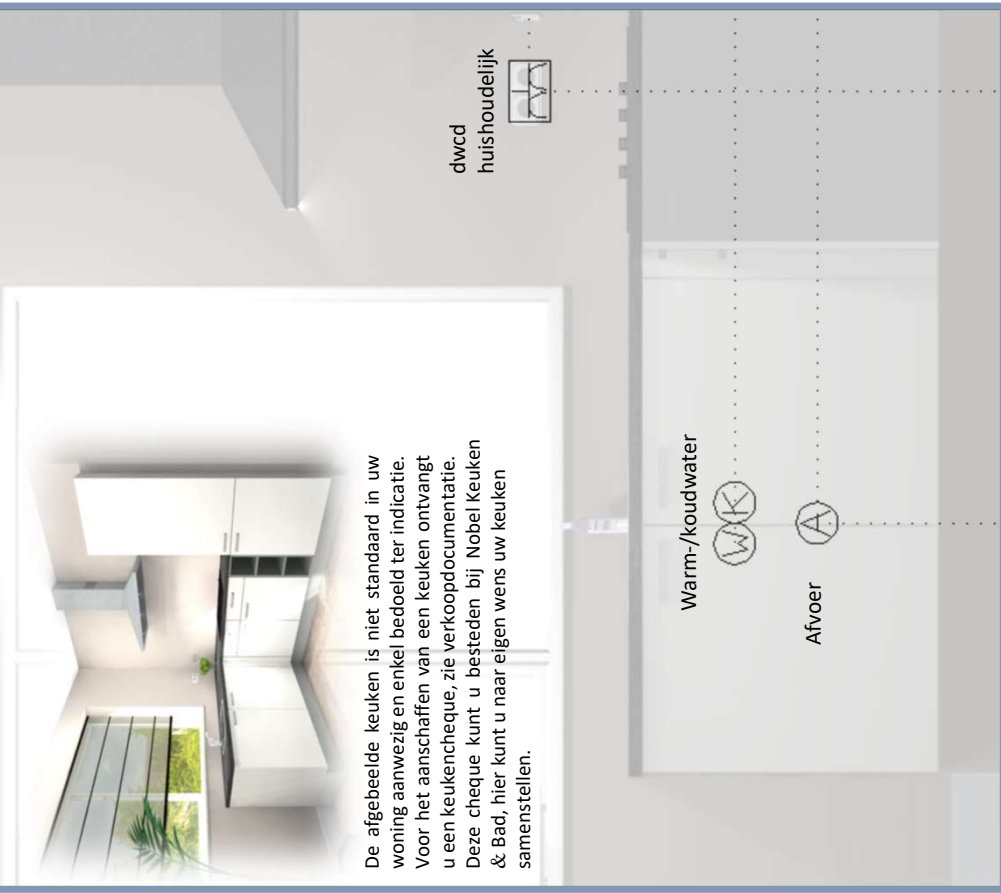 De afgebeelde keuken is niet standaard in uw
woning aanwezig en enkel bedoeld ter indicatie.
Voor het aanschaffen van een keuken ontvangt
u een keukencheque, zie verkoopdocumentatie.
Deze cheque kunt u besteden bij Nobel Keuken
& Bad, hier kunt u naar eigen wens uw keuken
samenstellen.
dwcd
huishoudelijk
Warm-/koudwater
W K
Afvoer
A